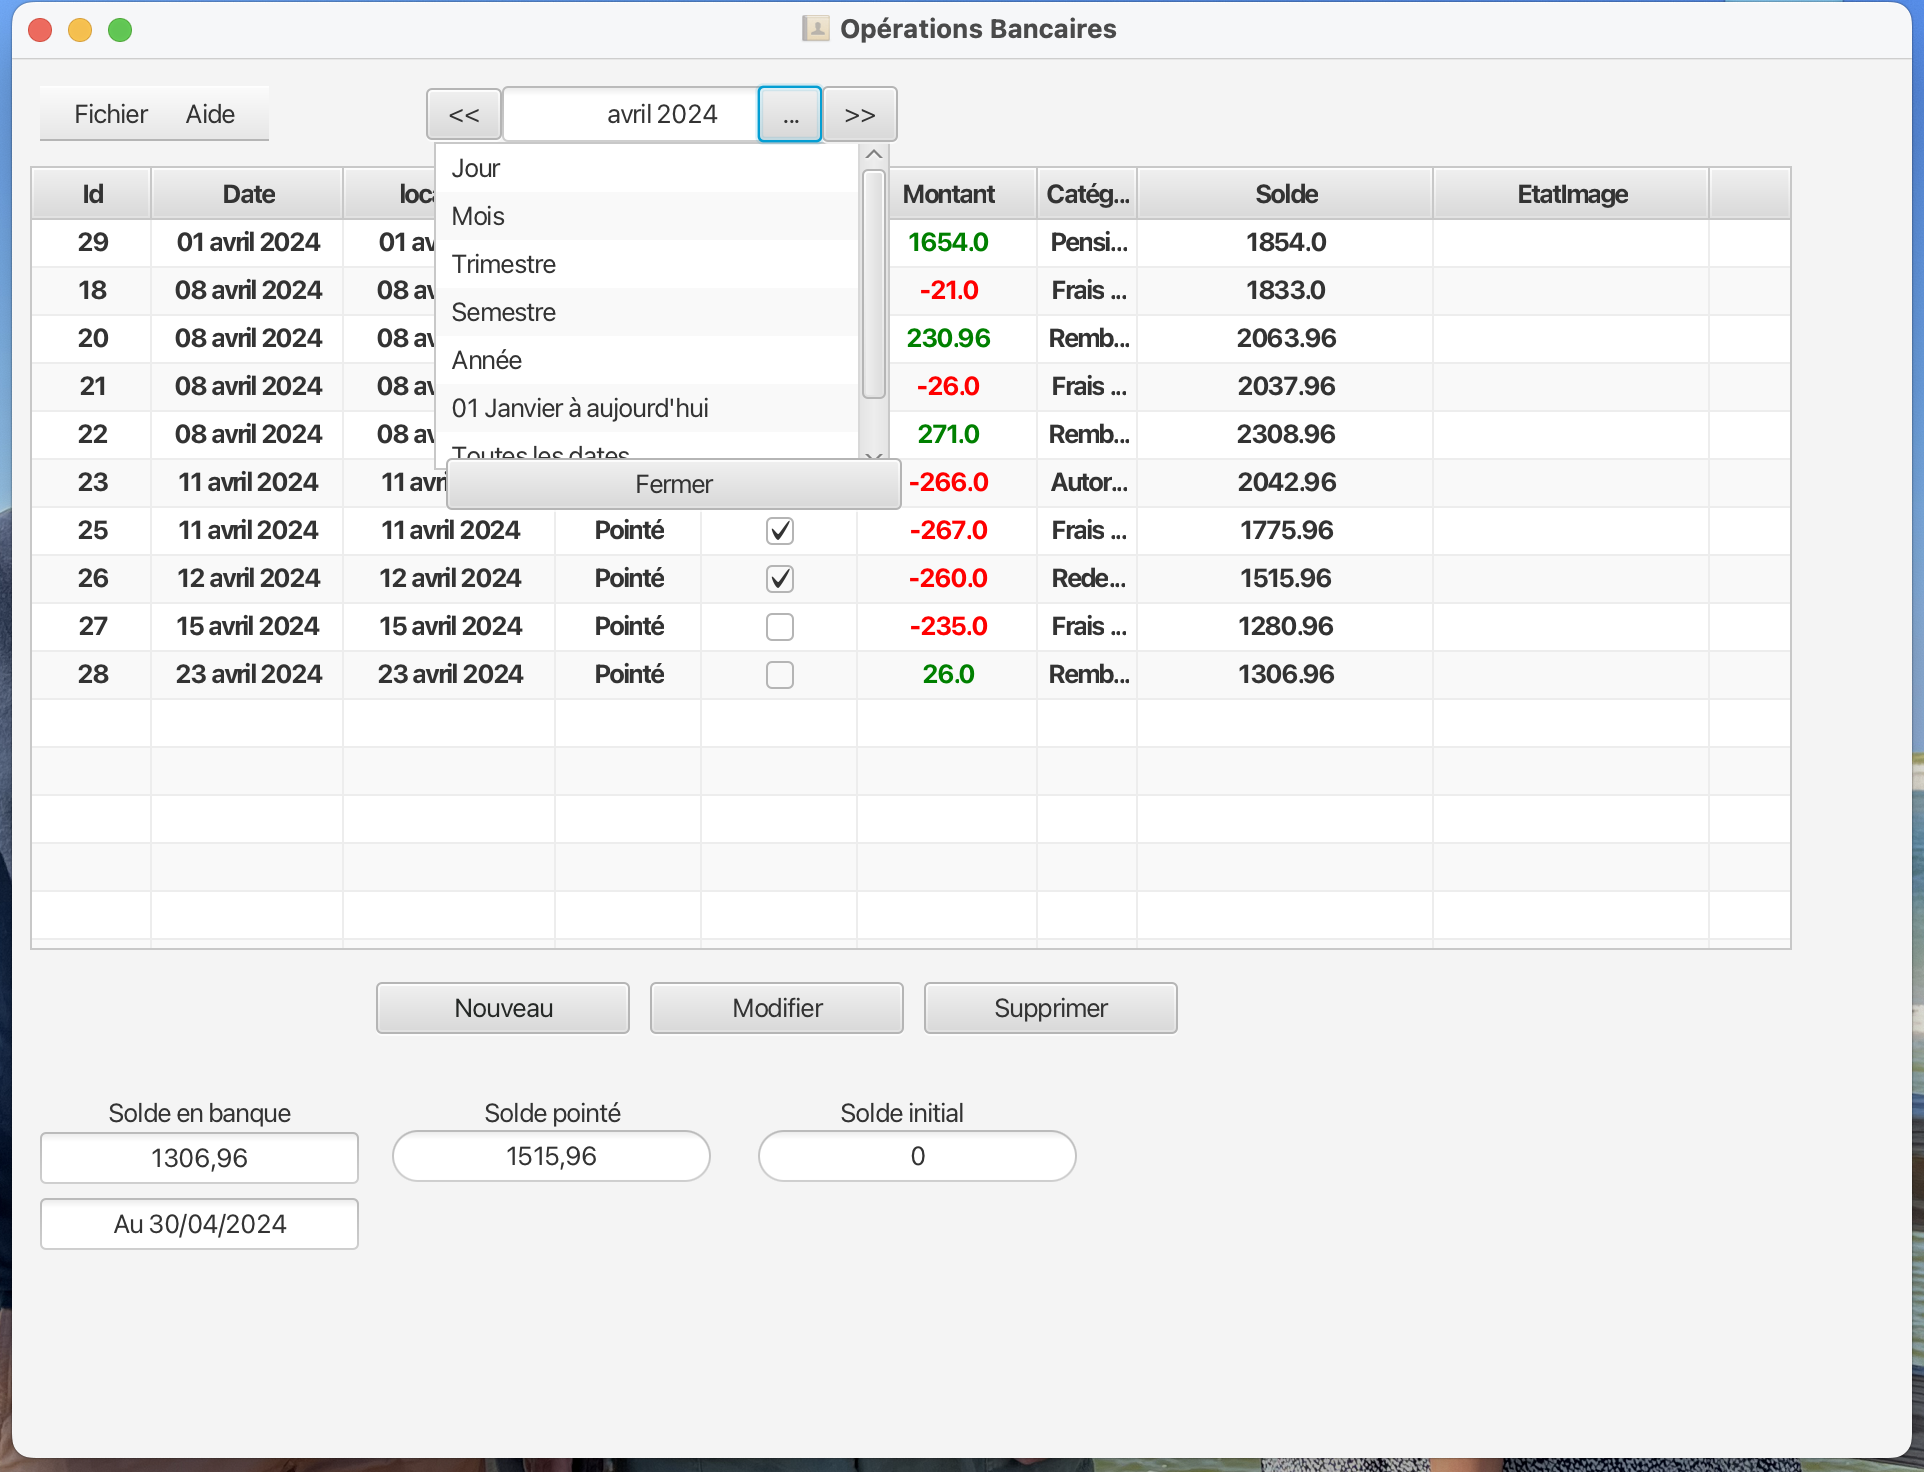 Opérations Bancaires
Fichier Aide << avril 2024 ... >>
Jour
Mois
Trimestre
Semestre
Année
01 Janvier à aujourd'hui
Toutes les dates
Fermer
Id Date loc Montant Catég... Solde EtatImage
29 01 avril 2024 01 av 1654.0 Pensi... 1854.0
18 08 avril 2024 08 av -21.0 Frais ... 1833.0
20 08 avril 2024 08 av 230.96 Remb... 2063.96
21 08 avril 2024 08 av -26.0 Frais ... 2037.96
22 08 avril 2024 08 av 271.0 Remb... 2308.96
23 11 avril 2024 11 avr -266.0 Autor... 2042.96
25 11 avril 2024 11 avril 2024 Pointé -267.0 Frais ... 1775.96
26 12 avril 2024 12 avril 2024 Pointé -260.0 Rede... 1515.96
27 15 avril 2024 15 avril 2024 Pointé -235.0 Frais ... 1280.96
28 23 avril 2024 23 avril 2024 Pointé 26.0 Remb... 1306.96
Nouveau Modifier Supprimer
Solde en banque Solde pointé Solde initial
1306,96 1515,96 0
Au 30/04/2024